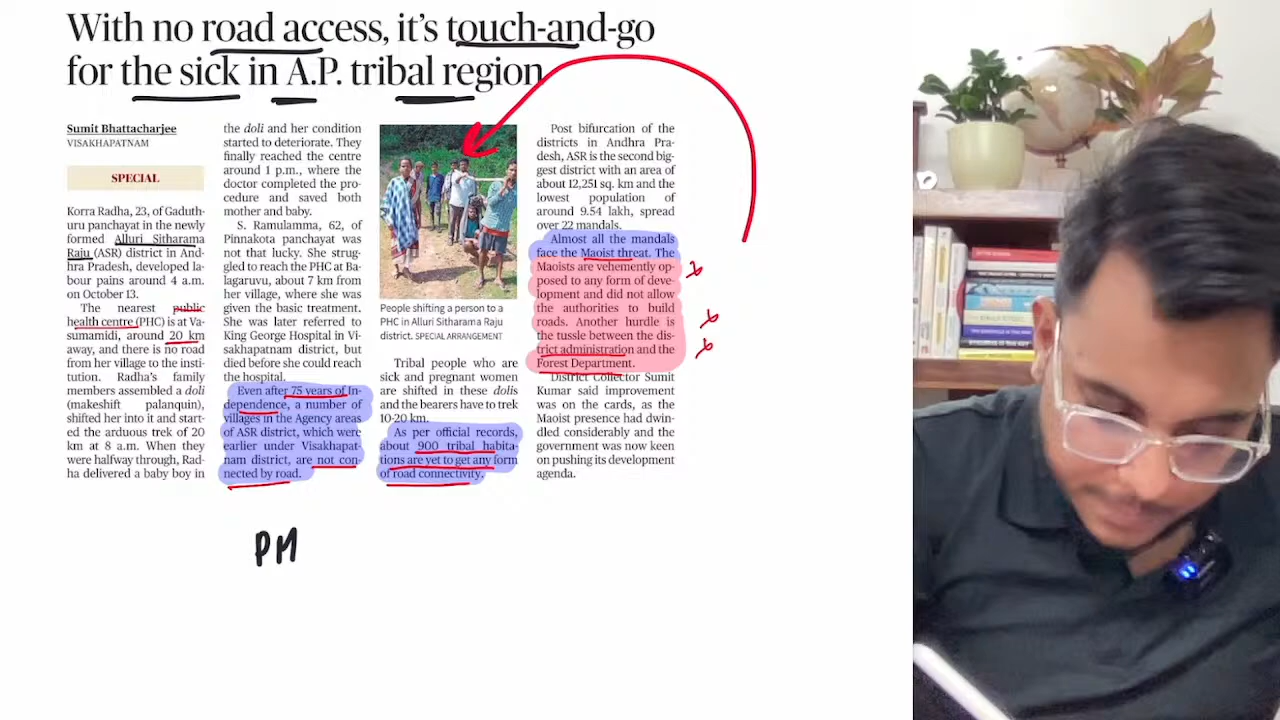 With no road access, it's touch-and-go
for the sick in A.P. tribal region
Sumit Bhattacharjee
VISAKHAPATNAM
SPECIAL
Korra Radha, 23, of Gaduth-
uru panchayat in the newly
formed Alluri Sitharama
Raju (ASR) district in And-
hra Pradesh, developed la-
bour pains around 4 a.m.
on October 13.
The nearest public
health centre (PHC) is at Va-
sumamidi, around 20 km
away, and there is no road
from her village to the insti-
tution. Radha's family
members assembled a doli
(makeshift palanquin),
shifted her into it and start-
ed the arduous trek of 20
km at 8 a.m. When they
were halfway through, Rad-
ha delivered a baby boy in
the doli and her condition
started to deteriorate. They
finally reached the centre
around 1 p.m., where the
doctor completed the pro-
cedure and saved both
mother and baby.
S. Ramulamma, 62, of
Pinnakota panchayat was
not that lucky. She strug-
gled to reach the PHC at Ba-
lagaruvu, about 7 km from
her village, where she was
given the basic treatment.
She was later referred to
King George Hospital in Vi-
sakhapatnam district, but
died before she could reach
the hospital.
Even after 75 years of In-
dependence, a number of
villages in the Agency areas
of ASR district, which were
earlier under Visakhapat-
nam district, are not con-
nected by road.
People shifting a person to a
PHC in Alluri Sitharama Raju
district. SPECIAL ARRANGEMENT
Tribal people who are
sick and pregnant women
are shifted in these dolis
and the bearers have to trek
10-20 km.
As per official records,
about 900 tribal habita-
tions are yet to get any form
of road connectivity.
Post bifurcation of the
districts in Andhra Pra-
desh, ASR is the second big-
gest district with an area of
about 12,251 sq. km and the
lowest population of
around 9.54 lakh, spread
over 22 mandals.
Almost all the mandals
face the Maoist threat. The
Maoists are vehemently op-
posed to any form of deve-
lopment and did not allow
the authorities to build
roads. Another hurdle is
the tussle between the dis-
trict administration and the
Forest Department.
District Collector Sumit
Kumar said improvement
was on the cards, as the
Maoist presence had dwin-
dled considerably and the
government was now keen
on pushing its development
agenda.
PM